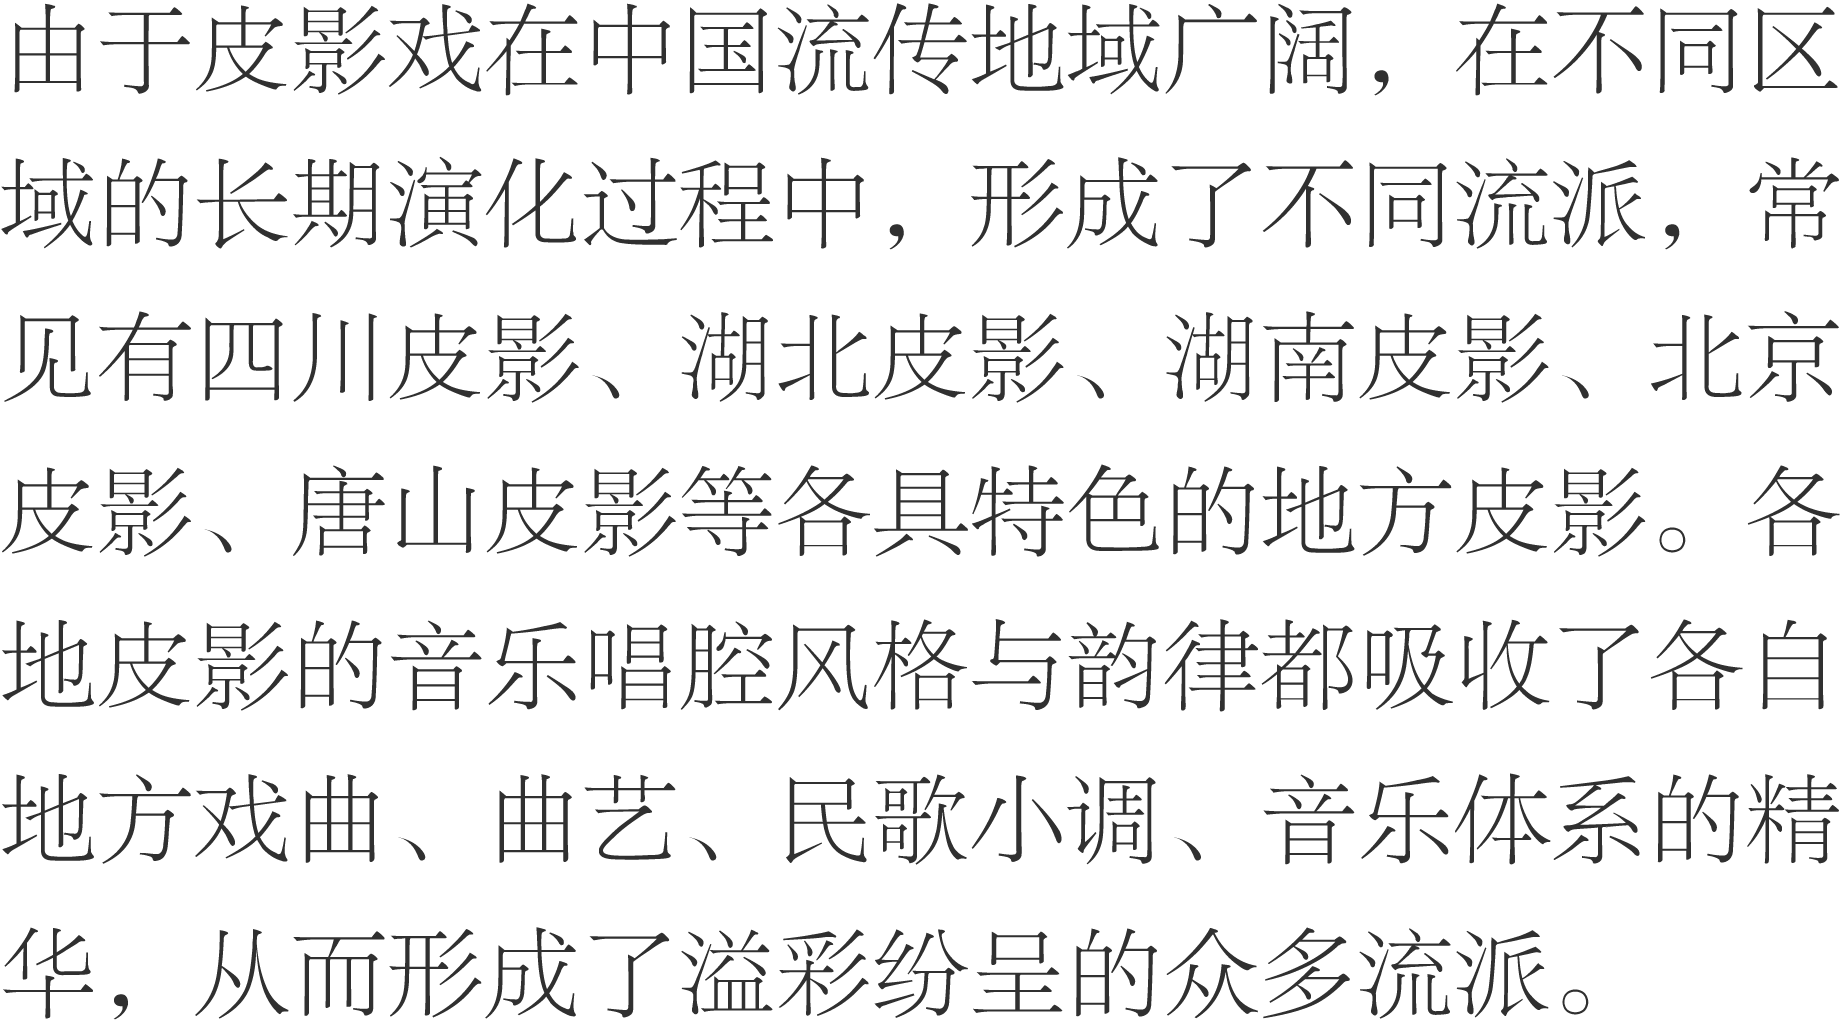 由于皮影戏在中国流传地域广阔，在不同区
域的长期演化过程中，形成了不同流派，常
见有四川皮影、湖北皮影、湖南皮影、北京
皮影、唐山皮影等各具特色的地方皮影。各
地皮影的音乐唱腔风格与韵律都吸收了各自
地方戏曲、曲艺、民歌小调、音乐体系的精
华，从而形成了溢彩纷呈的众多流派。